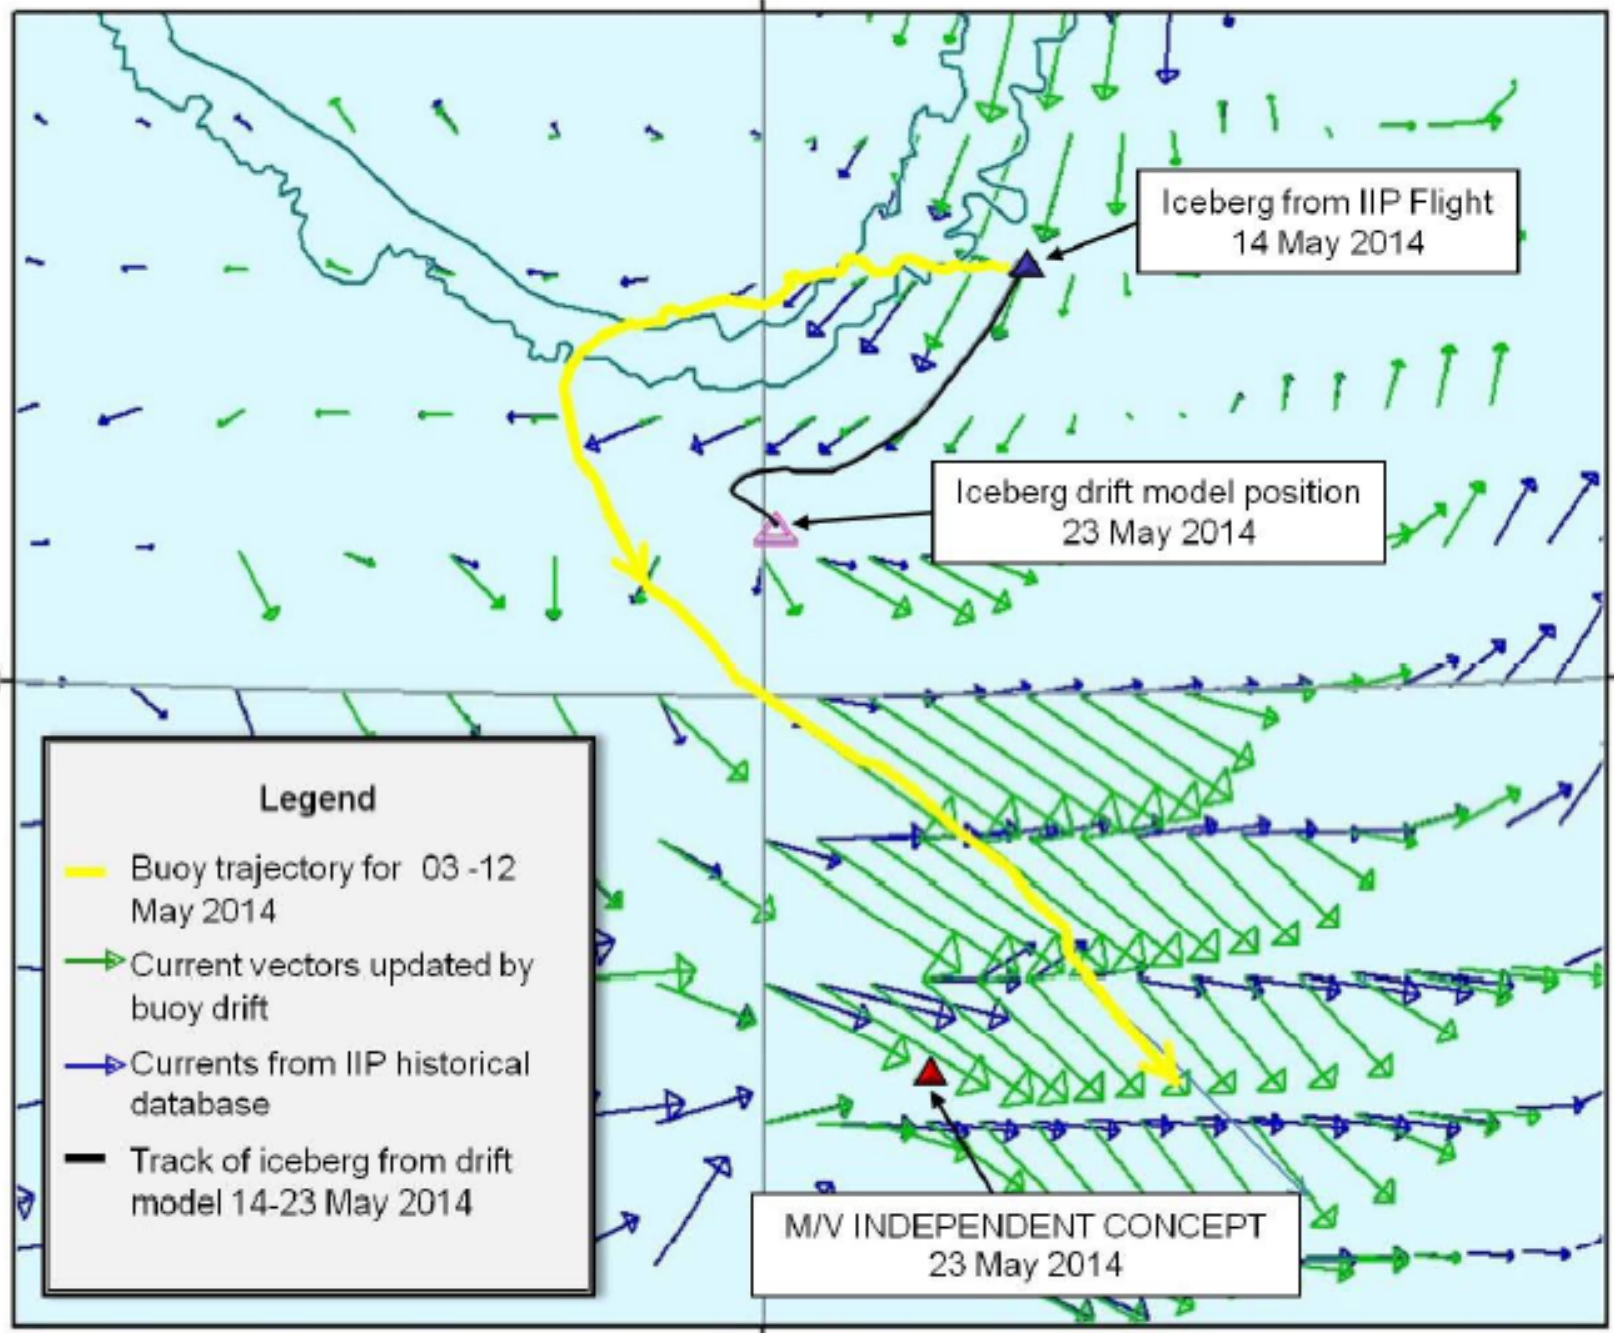 Iceberg from IIP Flight
14 May 2014
Iceberg drift model position
23 May 2014
Legend
Buoy trajectory for 03 -12
May 2014
Current vectors updated by
buoy drift
Currents from IIP historical
database
Track of iceberg from drift
model 14-23 May 2014
M/V INDEPENDENT CONCEPT
23 May 2014